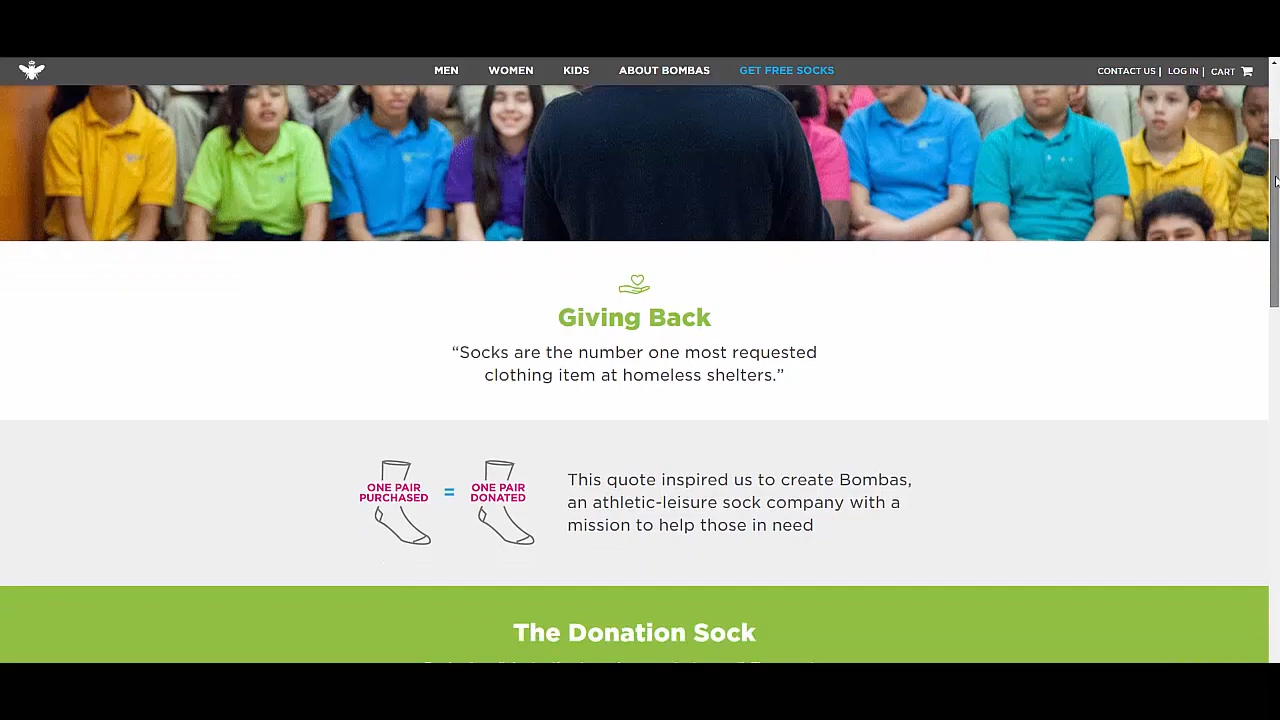 MEN WOMEN KIDS ABOUT BOMBAS GET FREE SOCKS CONTACT US | LOG IN | CART
Giving Back
“Socks are the number one most requested
clothing item at homeless shelters.”
ONE PAIR
PURCHASED
=
ONE PAIR
DONATED
This quote inspired us to create Bombas,
an athletic-leisure sock company with a
mission to help those in need
The Donation Sock